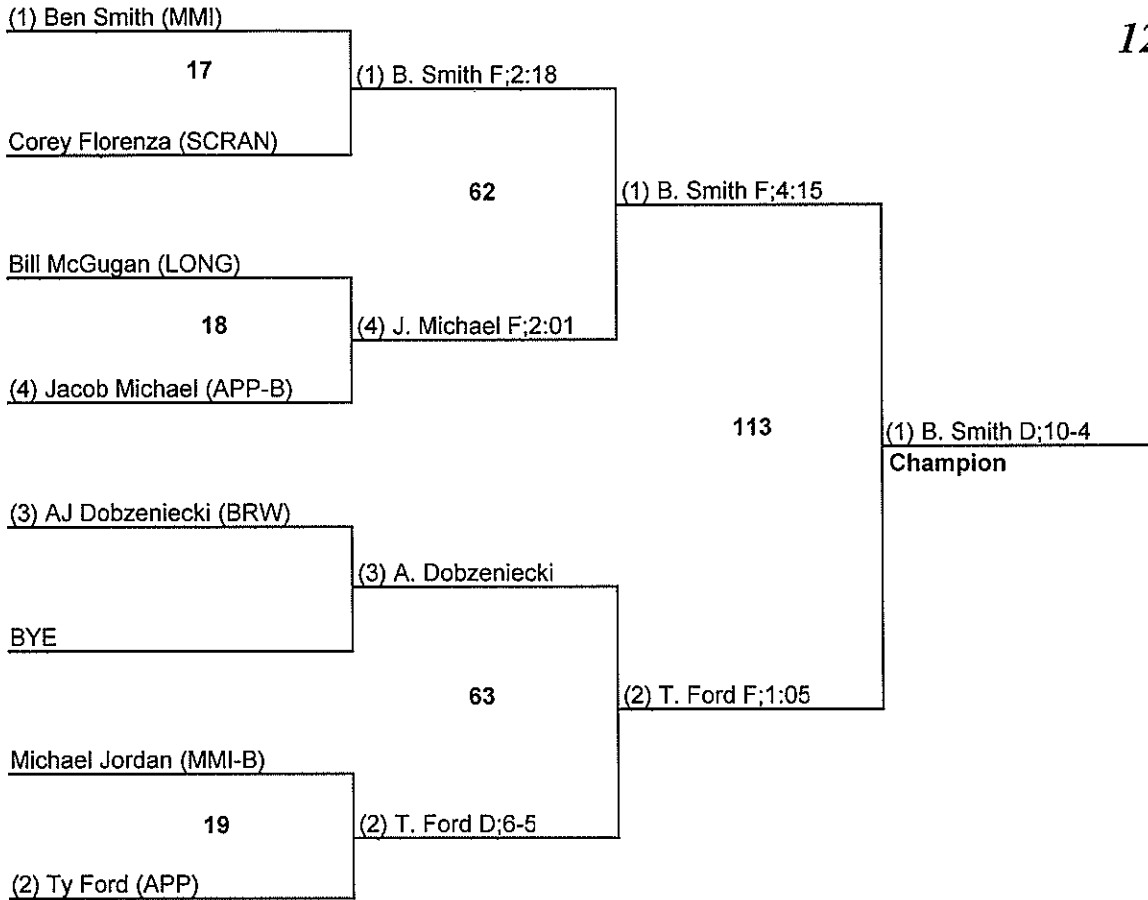 (1) Ben Smith (MMI)
12
17
(1) B. Smith F;2:18
Corey Florenza (SCRAN)
62
(1) B. Smith F;4:15
Bill McGugan (LONG)
18
(4) J. Michael F;2:01
(4) Jacob Michael (APP-B)
113
(1) B. Smith D;10-4
Champion
(3) AJ Dobzeniecki (BRW)
(3) A. Dobzeniecki
BYE
63
(2) T. Ford F;1:05
Michael Jordan (MMI-B)
19
(2) T. Ford D;6-5
(2) Ty Ford (APP)